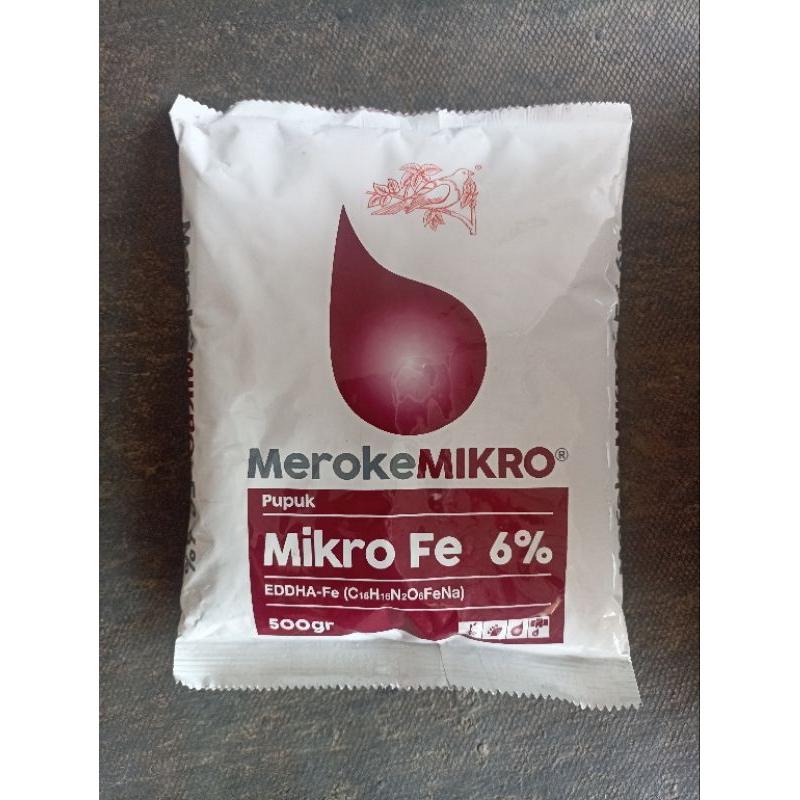 MerokeMIKRO®
Pupuk
Mikro Fe 6%
EDDHA-Fe (C₁₈H₁₆N₂O₆FeNa)
500gr